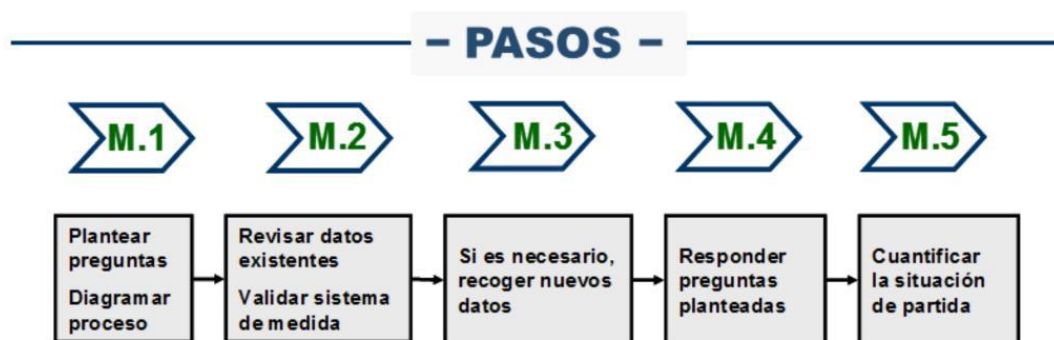 – PASOS –
M.1
M.2
M.3
M.4
M.5
Plantear
preguntas
Diagramar
proceso
Revisar datos
existentes
Validar sistema
de medida
Si es necesario,
recoger nuevos
datos
Responder
preguntas
planteadas
Cuantificar
la situación
de partida